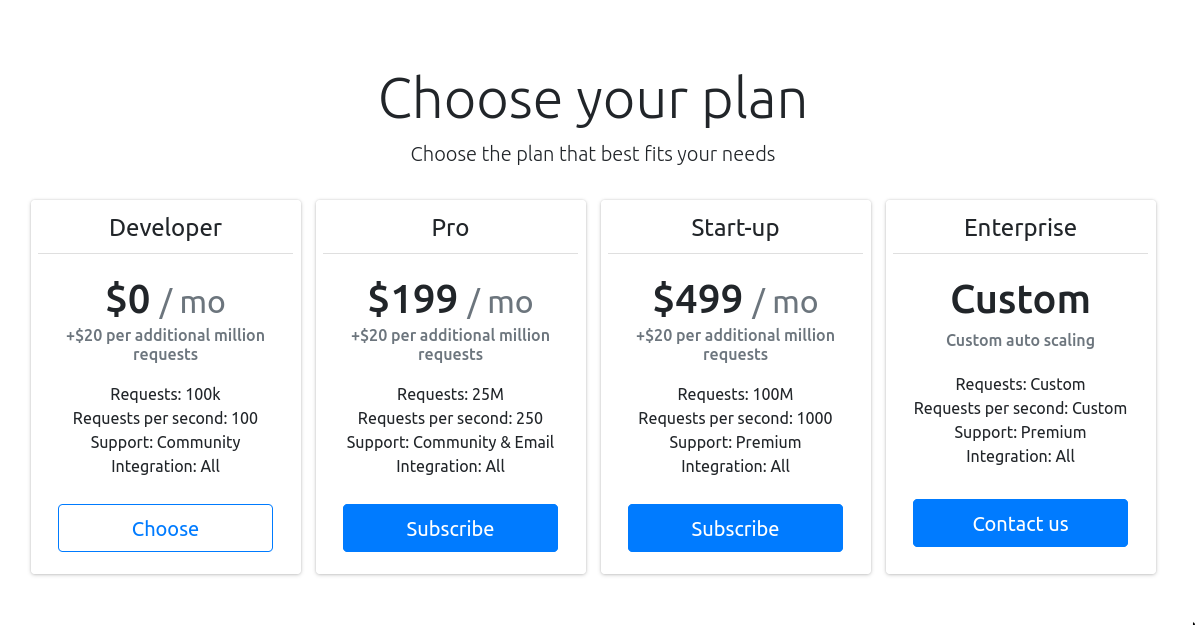 Choose your plan
Choose the plan that best fits your needs
Developer
$0 / mo
+$20 per additional million
requests
Requests: 100k
Requests per second: 100
Support: Community
Integration: All
Choose
Pro
$199 / mo
+$20 per additional million
requests
Requests: 25M
Requests per second: 250
Support: Community & Email
Integration: All
Subscribe
Start-up
$499 / mo
+$20 per additional million
requests
Requests: 100M
Requests per second: 1000
Support: Premium
Integration: All
Subscribe
Enterprise
Custom
Custom auto scaling
Requests: Custom
Requests per second: Custom
Support: Premium
Integration: All
Contact us